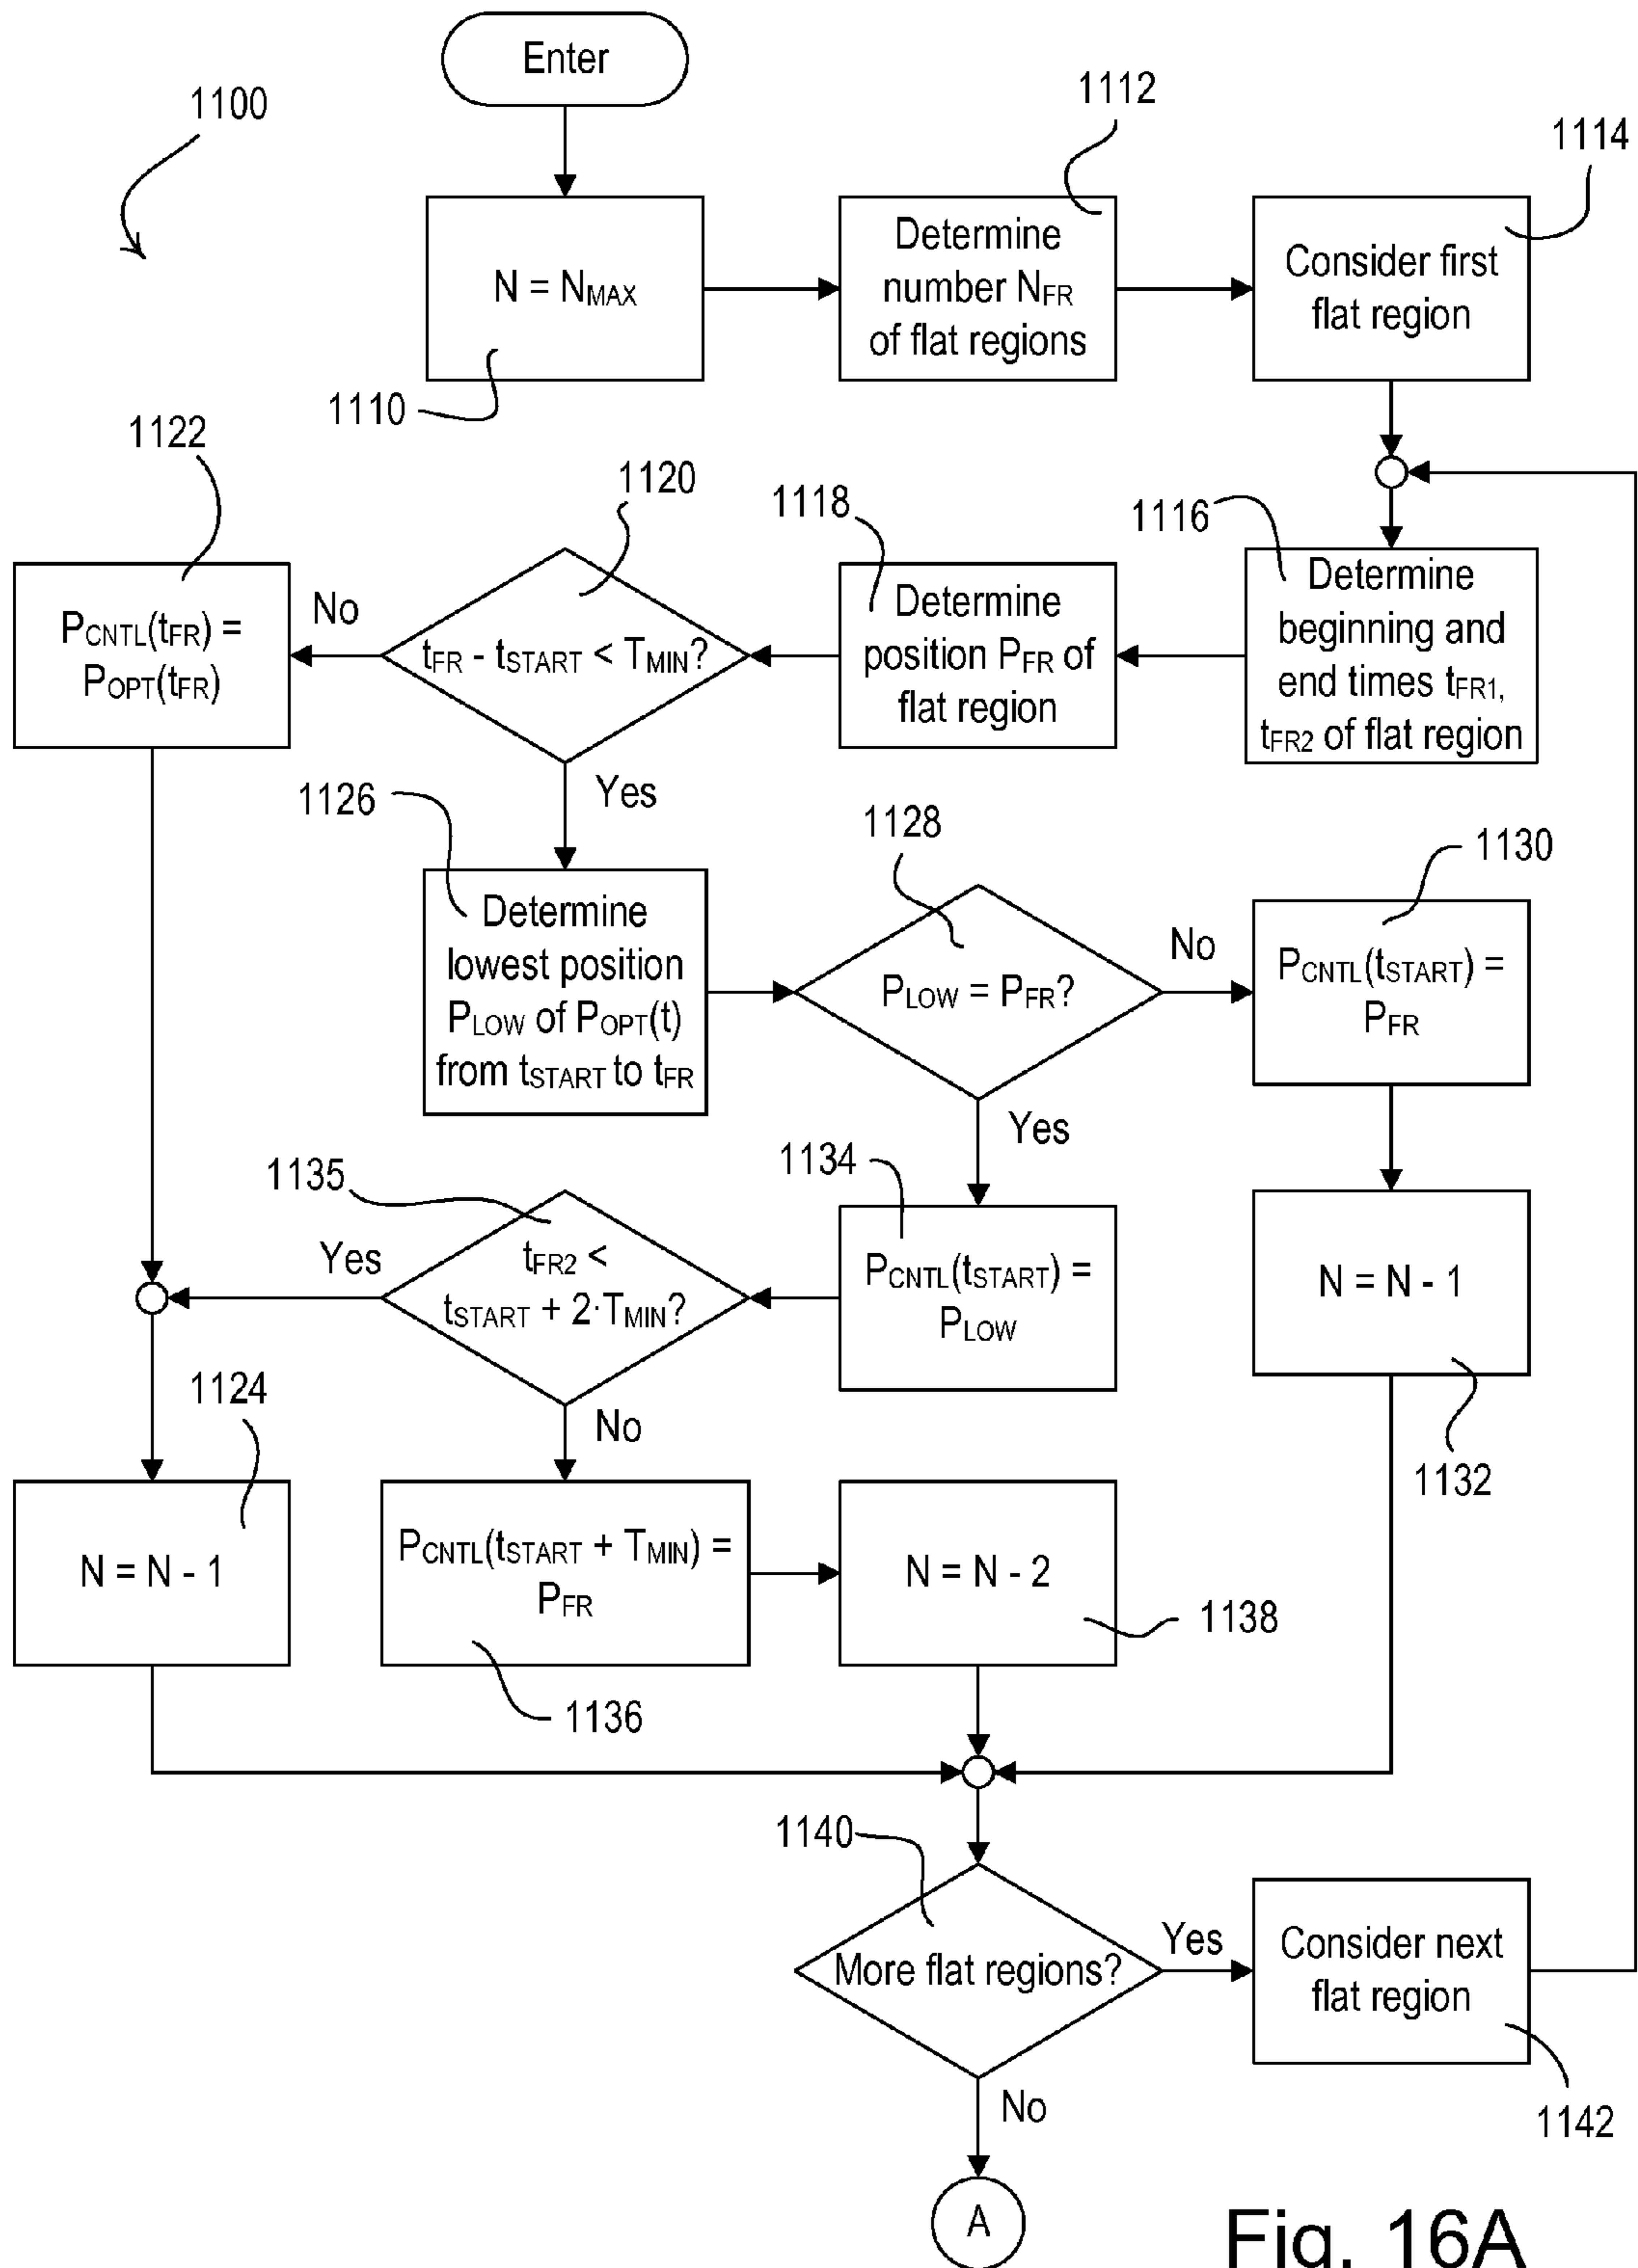 Enter
1100
1112
1114
N = NMAX
1110
Determine
number NFR
of flat regions
Consider first
flat region
1122
1120
1118
1116
PCNTL(tFR) =
POPT(tFR)
No
tFR - tSTART < TMIN?
Determine
position PFR of
flat region
Determine
beginning and
end times tFR1,
tFR2 of flat region
Yes
1126
1128
1130
Determine
lowest position
PLOW of POPT(t)
from tSTART to tFR
PLOW = PFR?
No
PCNTL(tSTART) =
PFR
Yes
1135
1134
Yes
tFR2 <
tSTART + 2·TMIN?
PCNTL(tSTART) =
PLOW
N = N - 1
1132
1124
No
N = N - 1
PCNTL(tSTART + TMIN) =
PFR
N = N - 2
1138
1136
1140
More flat regions?
Yes
Consider next
flat region
1142
No
A
Fig. 16A